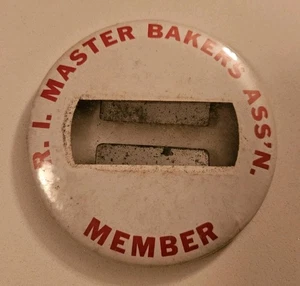 R. I. MASTER BAKERS ASS'N.
MEMBER